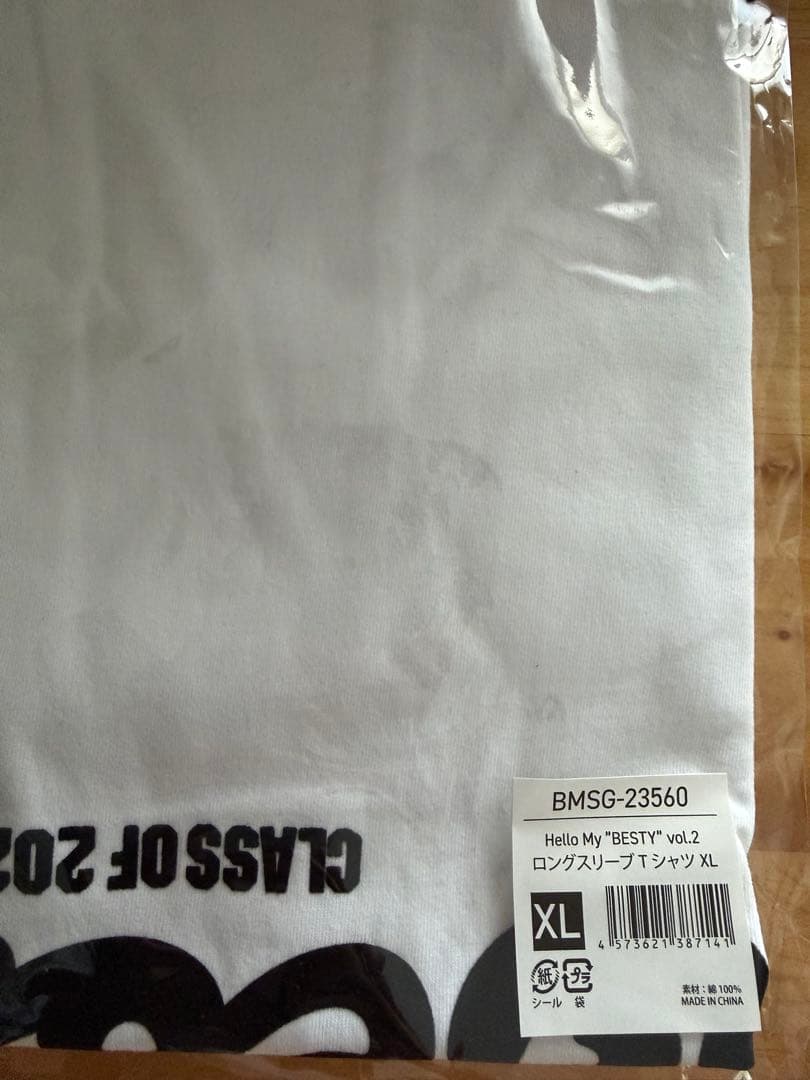 CLASS OF 202
BMSG-23560
Hello My "BESTY" vol.2
ロングスリーブTシャツ XL
XL
4 573621 387141
紙 プラ
シール 袋
素材:綿100%
MADE IN CHINA